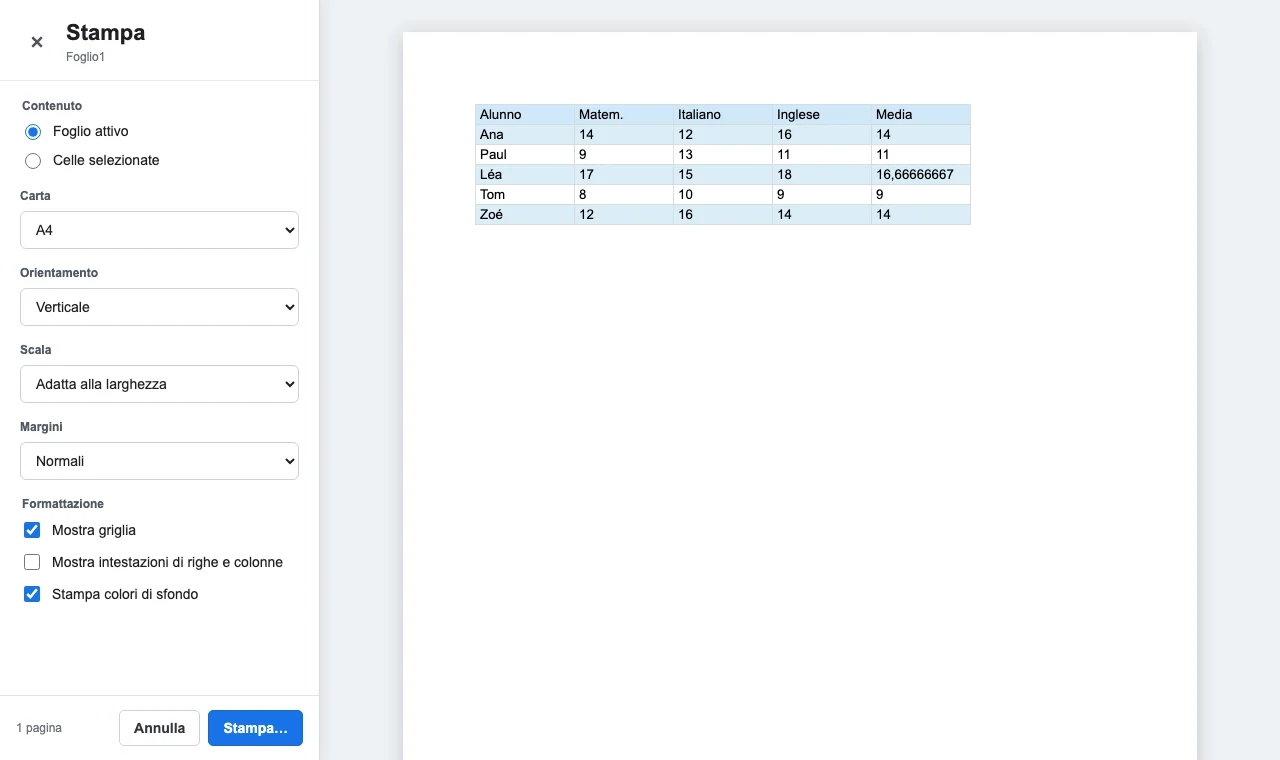 Stampa
Foglio1
Contenuto
Foglio attivo
Celle selezionate
Carta
A4
Orientamento
Verticale
Scala
Adatta alla larghezza
Margini
Normali
Formattazione
Mostra griglia
Mostra intestazioni di righe e colonne
Stampa colori di sfondo
1 pagina
Annulla
Stampa…
Alunno Matem. Italiano Inglese Media
Ana 14 12 16 14
Paul 9 13 11 11
Léa 17 15 18 16,66666667
Tom 8 10 9 9
Zoé 12 16 14 14